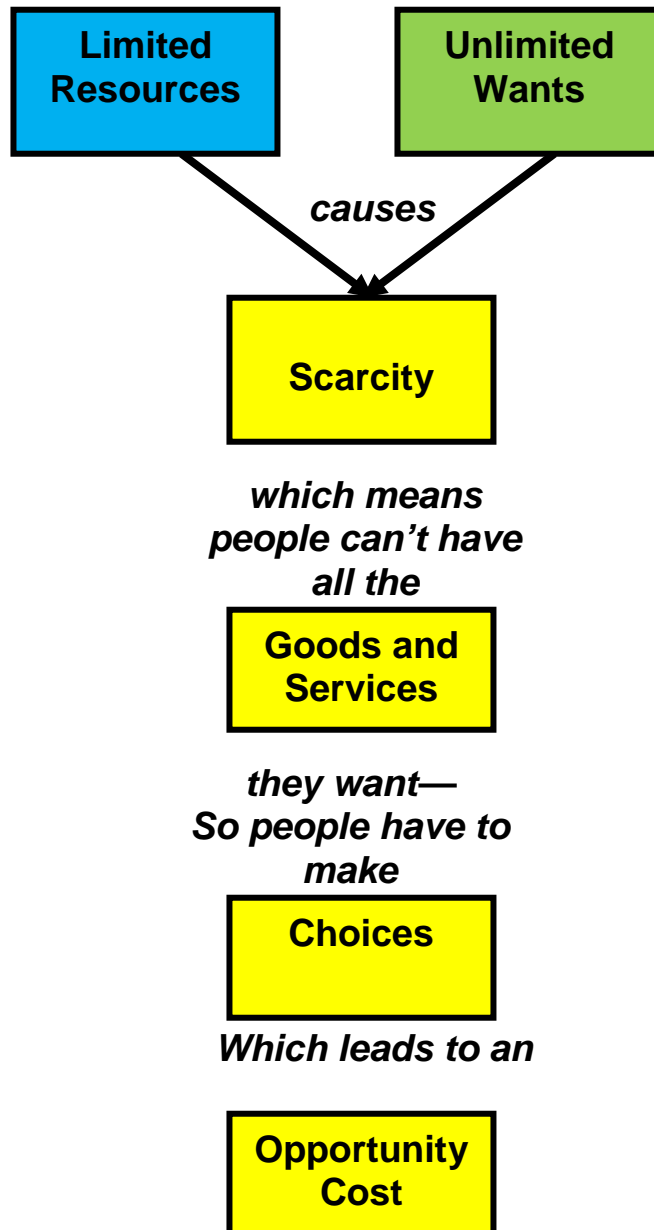 Limited
Resources
Unlimited
Wants
causes
Scarcity
which means
people can’t have
all the
Goods and
Services
they want—
So people have to
make
Choices
Which leads to an
Opportunity
Cost